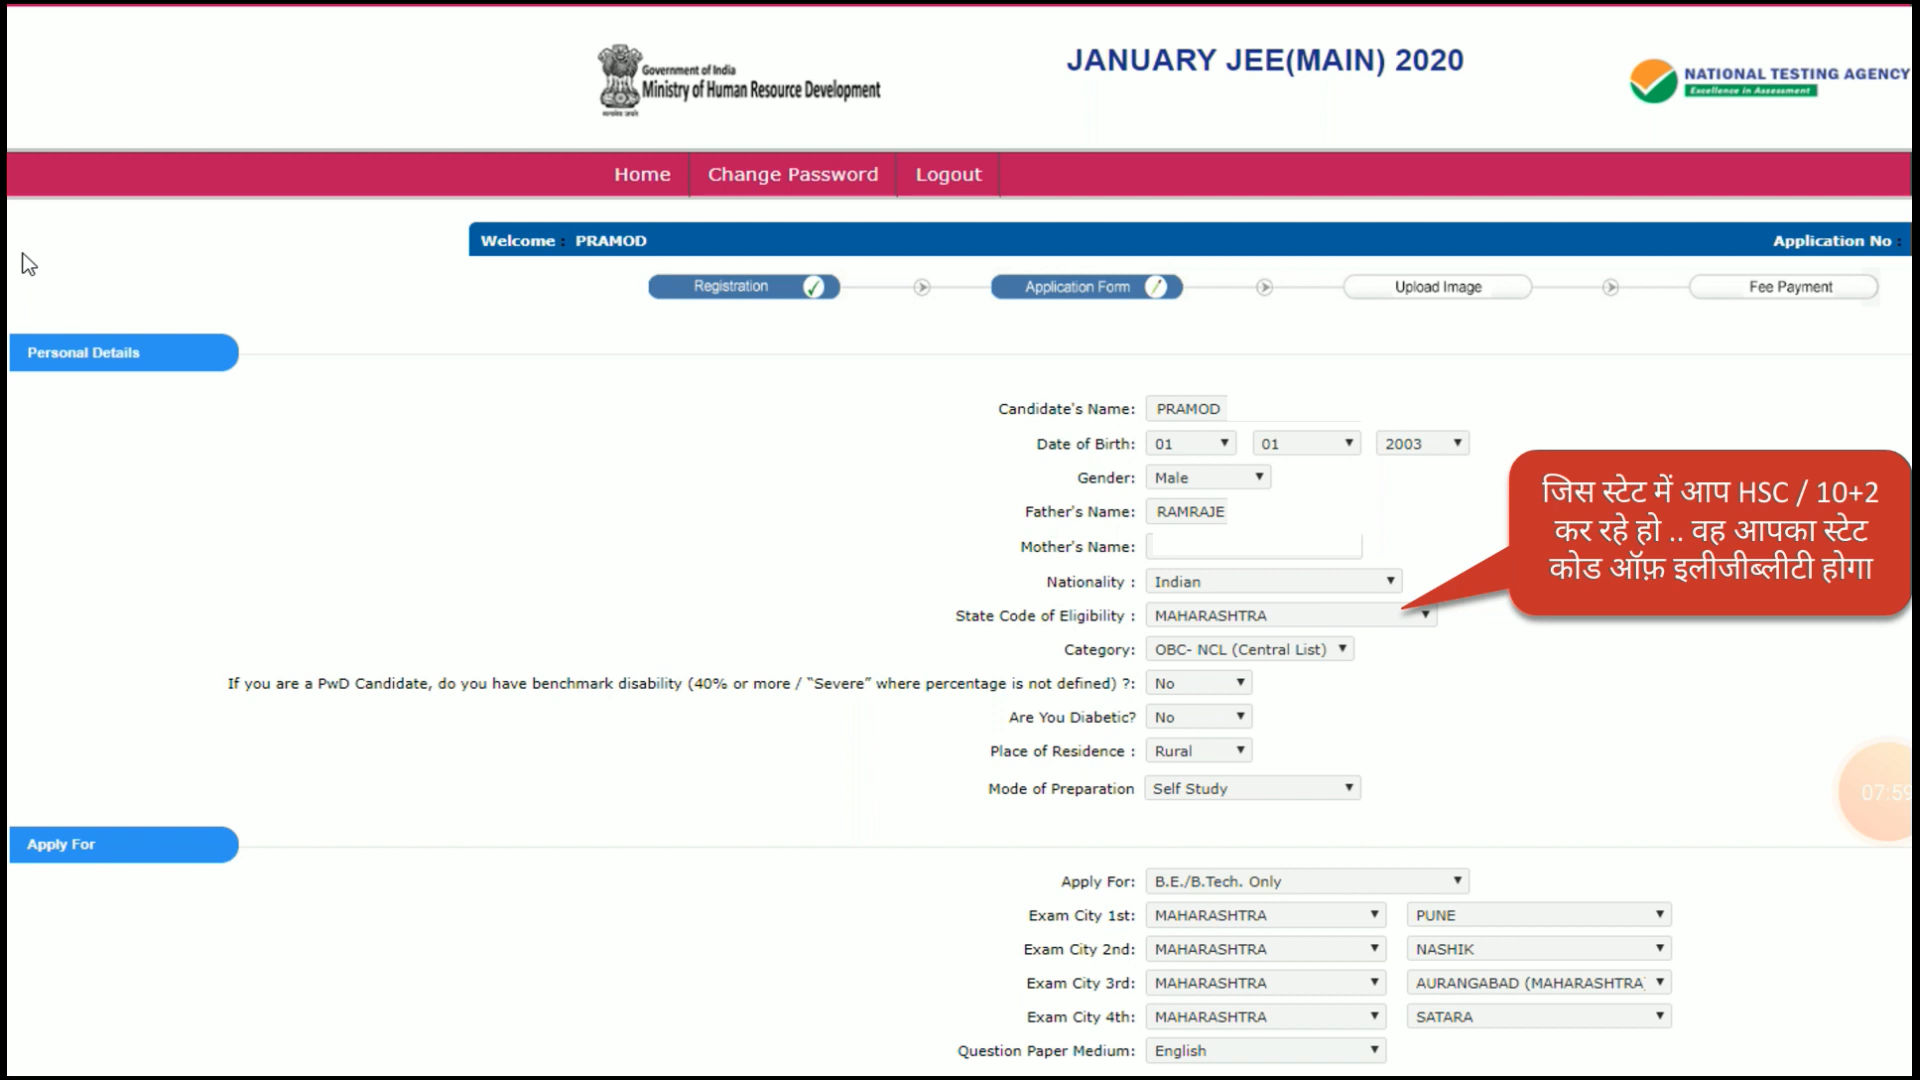 Government of India
Ministry of Human Resource Development
JANUARY JEE(MAIN) 2020
NATIONAL TESTING AGENCY
Excellence in Assessment
Home Change Password Logout
Welcome : PRAMOD Application No :
Registration Application Form Upload Image Fee Payment
Personal Details
Candidate's Name: PRAMOD
Date of Birth: 01 01 2003
Gender: Male
Father's Name: RAMRAJE
Mother's Name:
Nationality : Indian
State Code of Eligibility : MAHARASHTRA
Category: OBC- NCL (Central List)
If you are a PwD Candidate, do you have benchmark disability (40% or more / “Severe” where percentage is not defined) ?: No
Are You Diabetic? No
Place of Residence : Rural
Mode of Preparation Self Study
जिस स्टेट में आप HSC / 10+2
कर रहे हो .. वह आपका स्टेट
कोड ऑफ़ इलीजीब्लीटी होगा
07:59
Apply For
Apply For: B.E./B.Tech. Only
Exam City 1st: MAHARASHTRA PUNE
Exam City 2nd: MAHARASHTRA NASHIK
Exam City 3rd: MAHARASHTRA AURANGABAD (MAHARASHTRA
Exam City 4th: MAHARASHTRA SATARA
Question Paper Medium: English